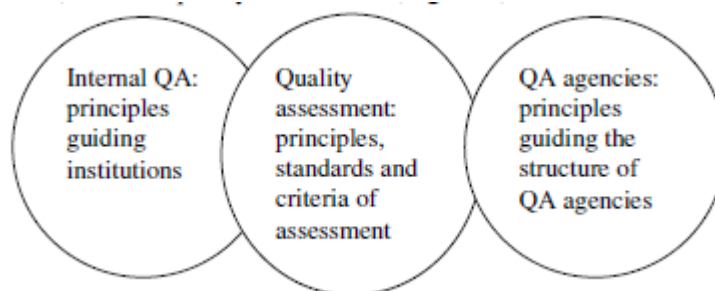 Internal QA:
principles
guiding
institutions
Quality
assessment:
principles,
standards and
criteria of
assessment
QA agencies:
principles
guiding the
structure of
QA agencies